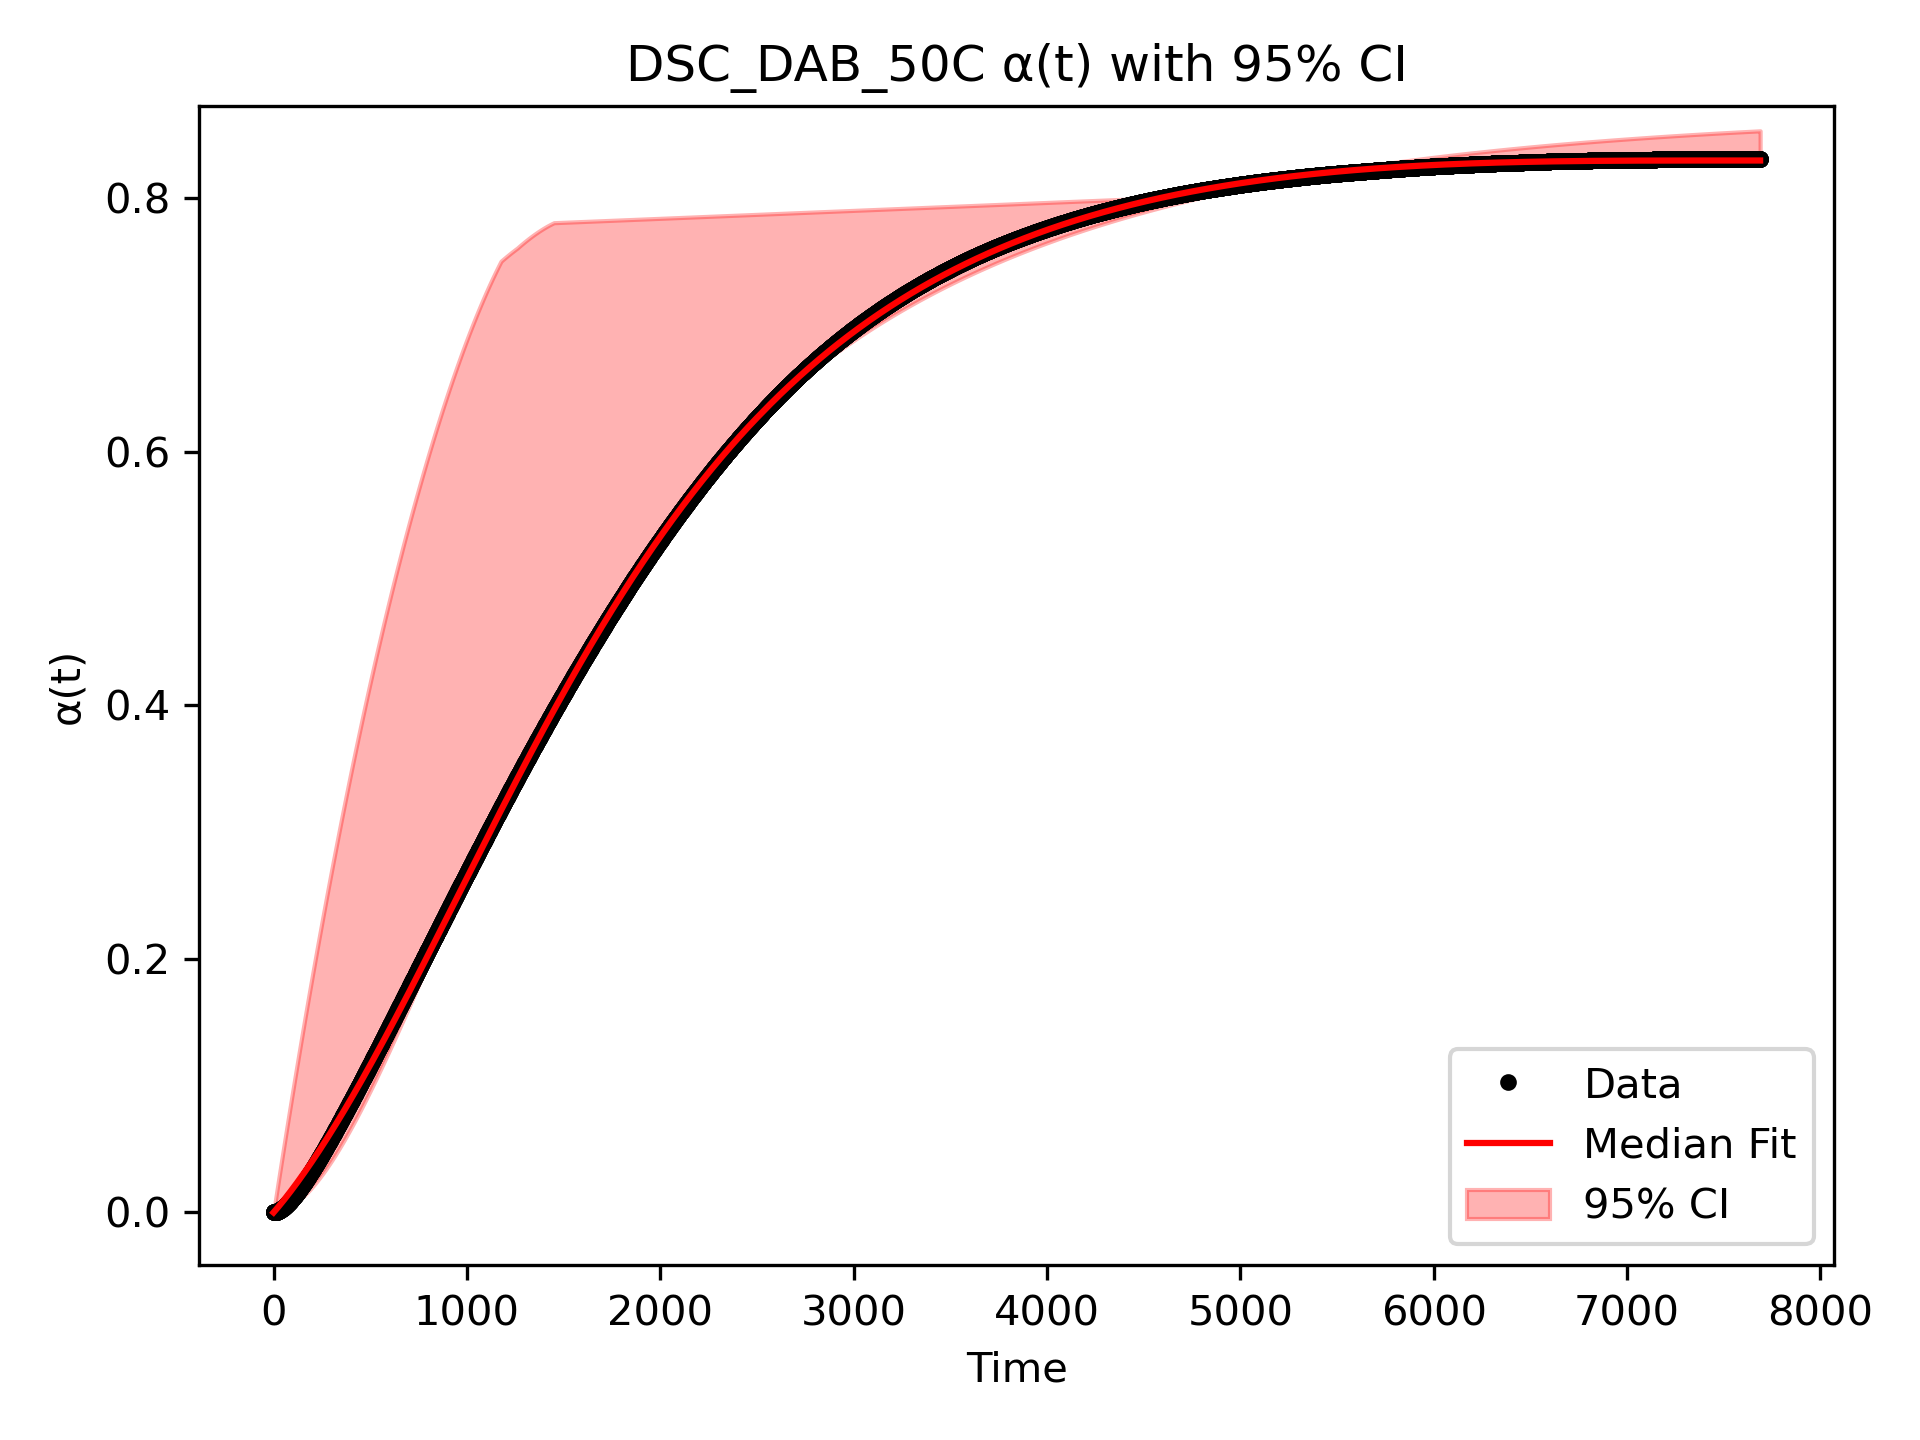 DSC_DAB_50C α(t) with 95% CI
α(t)
0.8
0.6
0.4
0.2
0.0
0 1000 2000 3000 4000 5000 6000 7000 8000
Time
Data
Median Fit
95% CI